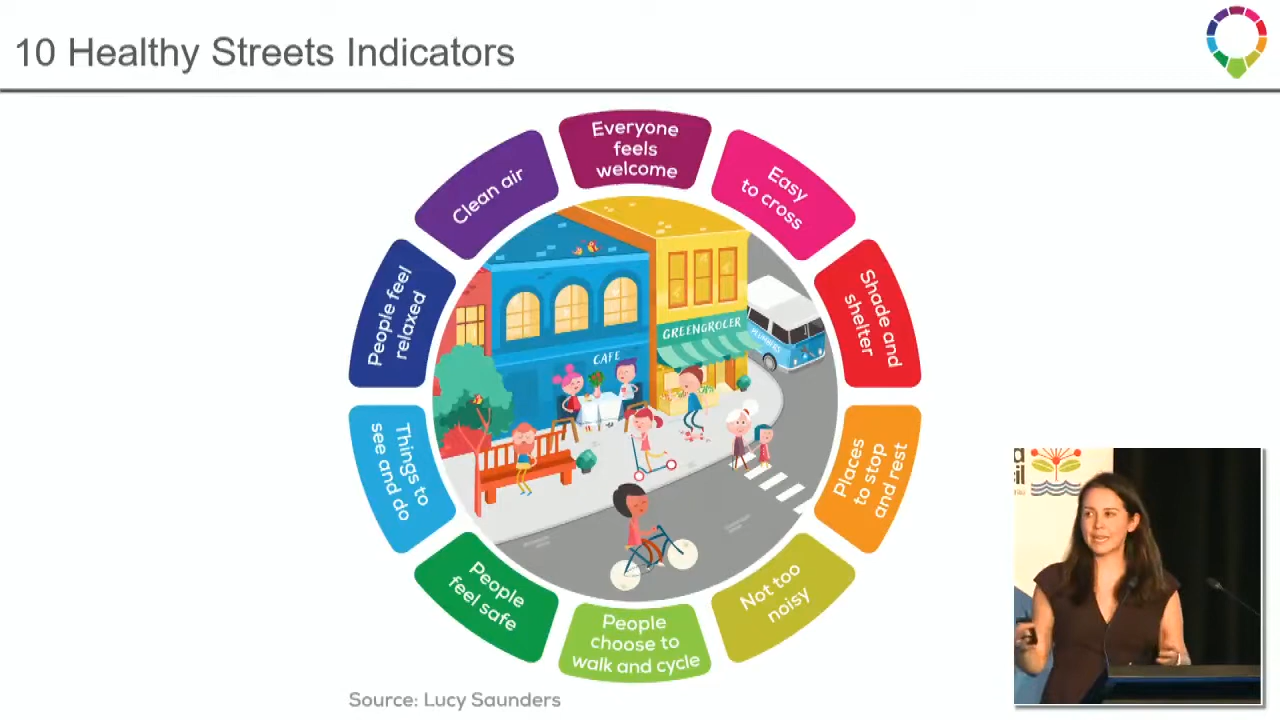 10 Healthy Streets Indicators
Everyone
feels
welcome
Easy
to cross
Shade and
shelter
Places
to stop
and rest
Not too
noisy
People
choose to
walk and cycle
People
feel safe
Things to
see and do
People feel
relaxed
Clean air
CAFE
GREENGROCER
PLUMBERS
Source: Lucy Saunders